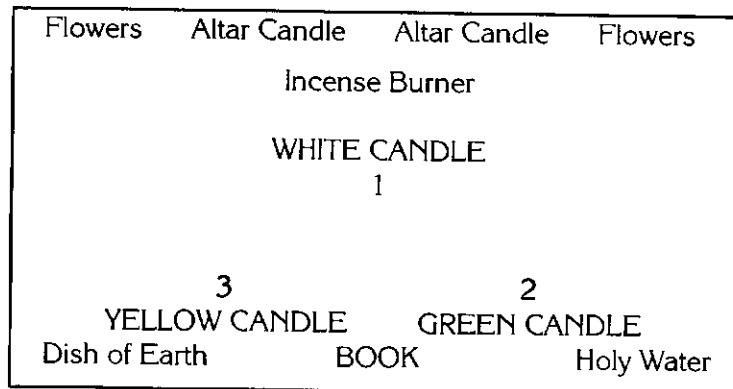 Flowers Altar Candle Altar Candle Flowers
Incense Burner
WHITE CANDLE
1
3 2
YELLOW CANDLE GREEN CANDLE
Dish of Earth BOOK Holy Water